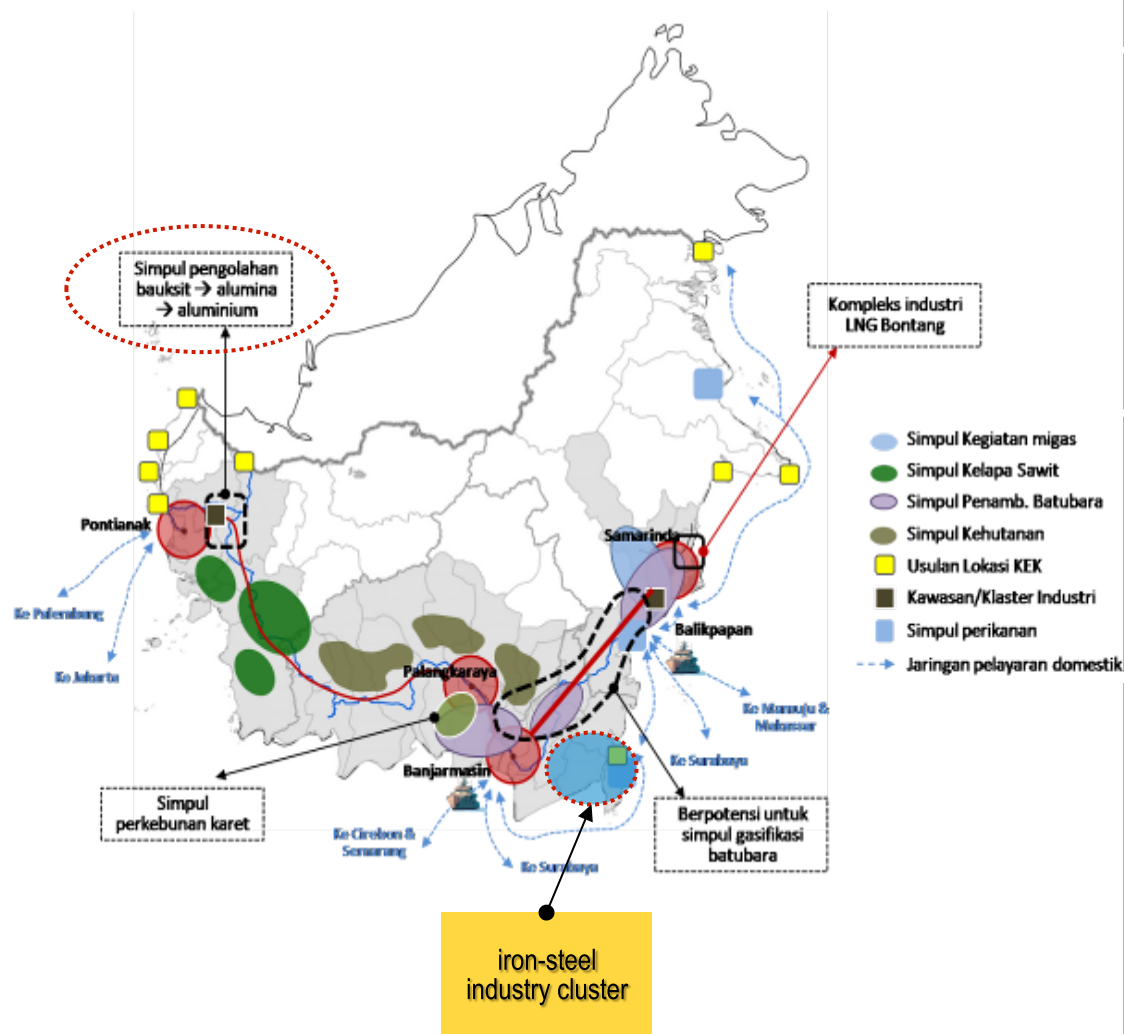 Simpul pengolahan
bauksit → alumina
→ aluminium
Kompleks industri
LNG Bontang
Simpul Kegiatan migas
Simpul Kelapa Sawit
Simpul Penamb. Batubara
Simpul Kehutanan
Usulan Lokasi KEK
Kawasan/Klaster Industri
Simpul perikanan
Jaringan pelayaran domestik
Pontianak
Samarinda
Ke Palembang
Balikpapan
Ke Jakarta
Palangkaraya
Ke Mamuju &
Makassar
Ke Surabaya
Banjarmasin
Simpul
perkebunan karet
Ke Cirebon &
Semarang
Ke Surabaya
Berpotensi untuk
simpul gasifikasi
batubara
iron-steel
industry cluster